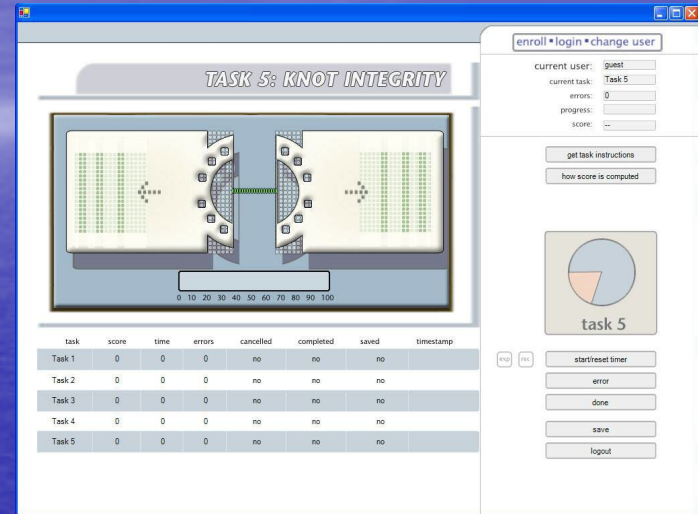 enroll ▪ login ▪ change user
current user: guest
current task: Task 5
errors: 0
progress:
score: --
TASK 5: KNOT INTEGRITY
get task instructions
how score is computed
0 10 20 30 40 50 60 70 80 90 100
task 5
task score time errors cancelled completed saved timestamp
Task 1 0 0 0 no no no
Task 2 0 0 0 no no no
Task 3 0 0 0 no no no
Task 4 0 0 0 no no no
Task 5 0 0 0 no no no
exp rec start/reset timer
error
done
save
logout